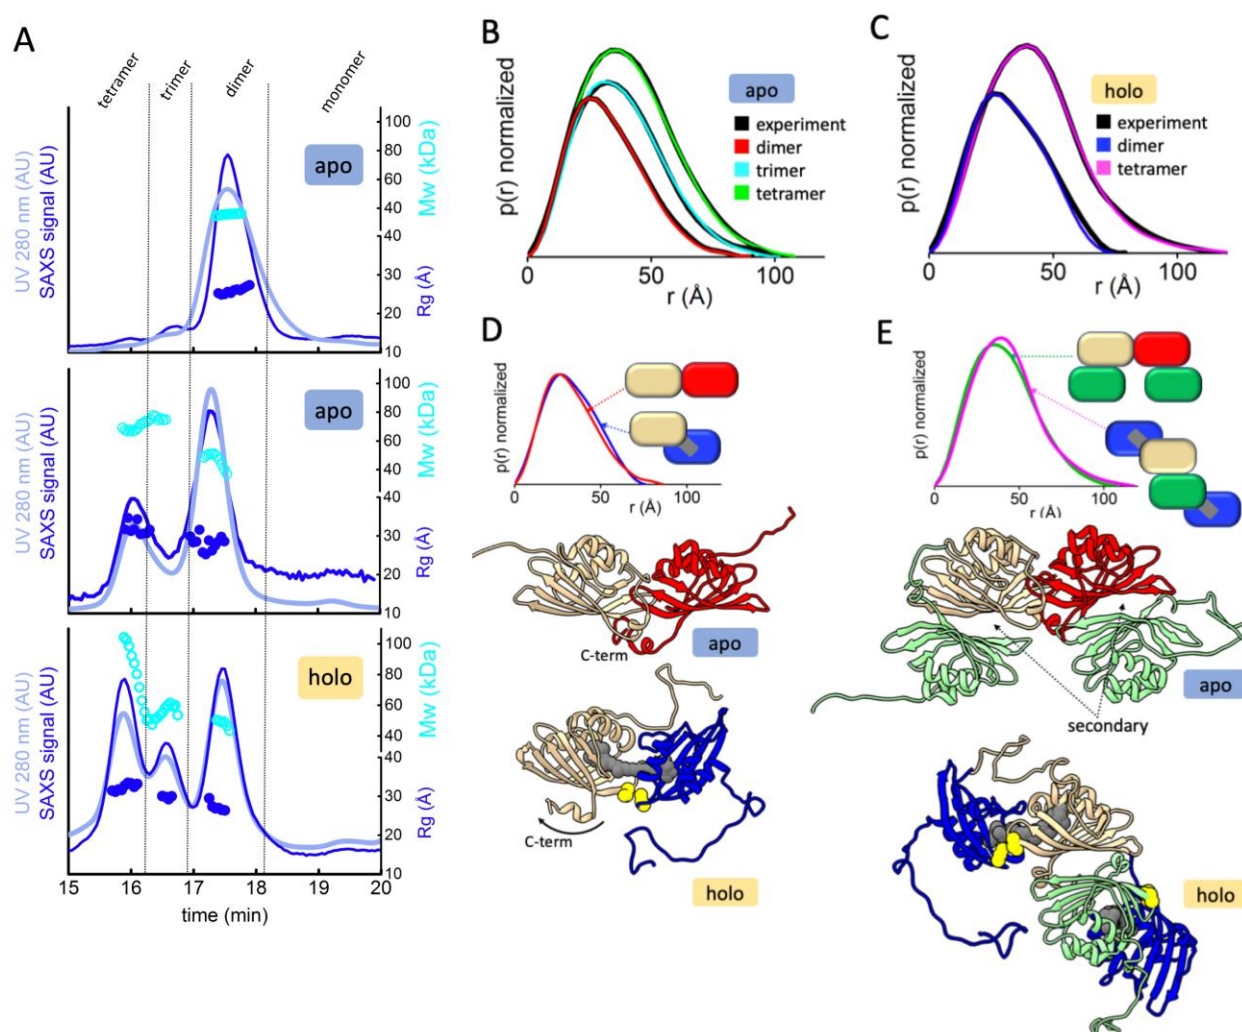 A
tetramer
trimer
dimer
monomer
UV 280 nm (AU)
SAXS signal (AU)
apo
100
80
60
40
40
30
20
10
Mw (kDa)
Rg (Å)
UV 280 nm (AU)
SAXS signal (AU)
apo
100
80
60
40
40
30
20
10
Mw (kDa)
Rg (Å)
UV 280 nm (AU)
SAXS signal (AU)
holo
100
80
60
40
40
30
20
10
Mw (kDa)
Rg (Å)
15 16 17 18 19 20
time (min)
B
p(r) normalized
apo
experiment
dimer
trimer
tetramer
0 50 100
r (Å)
C
p(r) normalized
holo
experiment
dimer
tetramer
0 50 100
r (Å)
D
p(r) normalized
0 50 100
r (Å)
C-term
apo
C-term
holo
E
p(r) normalized
0 50 100
r (Å)
apo
secondary
holo